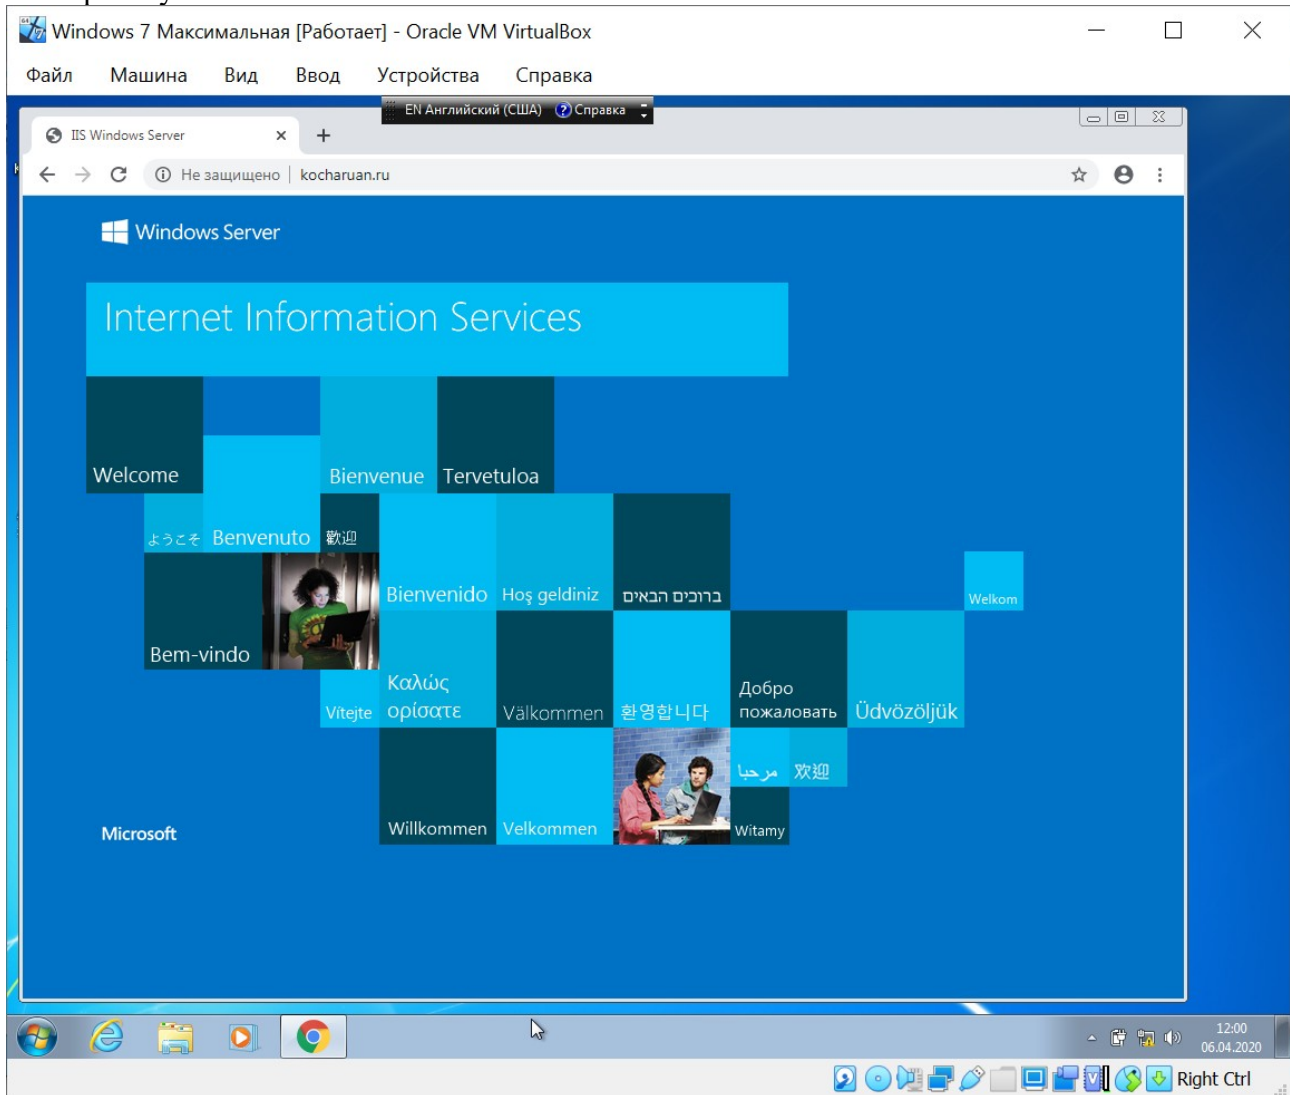 Windows 7 Максимальная [Работает] - Oracle VM VirtualBox
Файл Машина Вид Ввод Устройства Справка
EN Английский (США) Справка
IIS Windows Server
Не защищено kocharuan.ru
Windows Server
Internet Information Services
Welcome
Bienvenue
Tervetuloa
ようこそ
Benvenuto
歡迎
Bienvenido
Hoş geldiniz
ברוכים הבאים
Welkom
Bem-vindo
Vítejte
Καλώς
ορίσατε
Välkommen
환영합니다
Добро
пожаловать
Üdvözöljük
مرحبا
欢迎
Microsoft
Willkommen
Velkommen
Witamy
12:00
06.04.2020
Right Ctrl